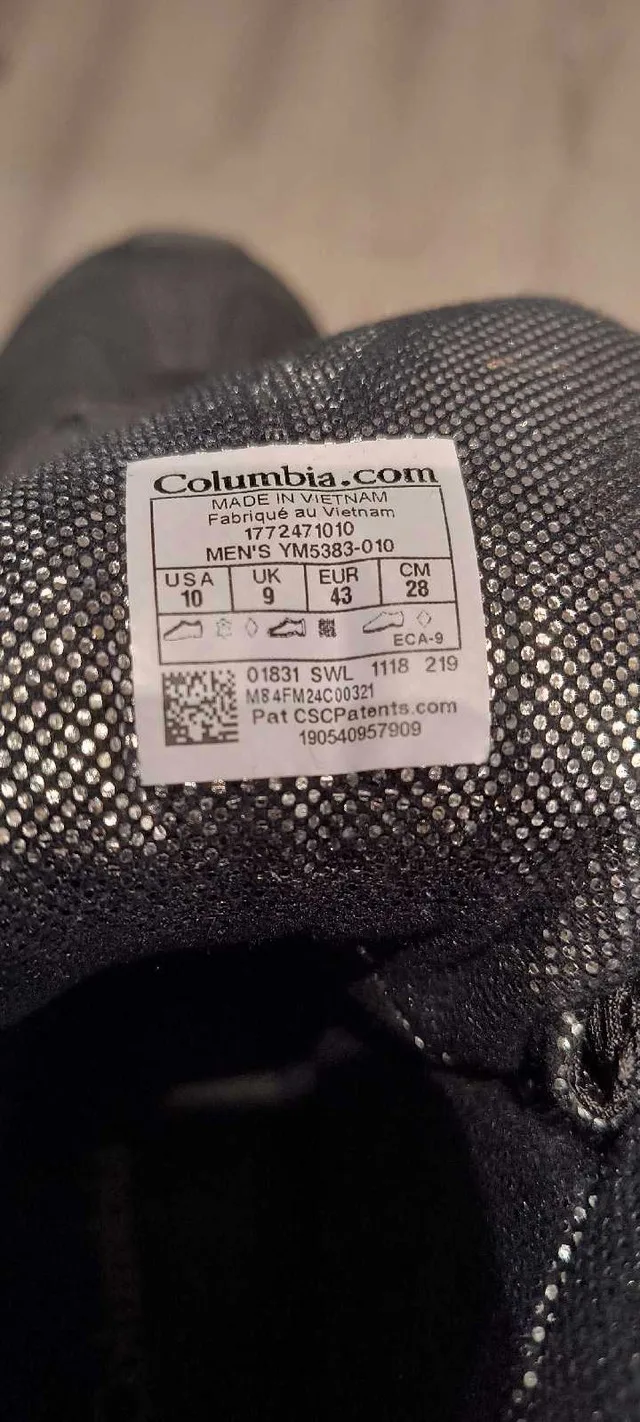 Columbia.com
MADE IN VIETNAM
Fabriqué au Vietnam
1772471010
MEN'S YM5383-010
USA UK EUR CM
10 9 43 28
ECA-9
01831 SWL 1118 219
M84FM24C00321
Pat CSCPatents.com
190540957909